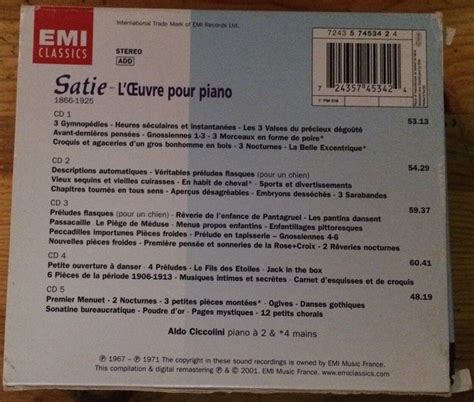 EMI
CLASSICS
International Trade Mark of EMI Records Ltd.
STEREO
ADD
7243 5 74534 2 4
7 24357 45342 4
Satie - L'Œuvre pour piano
1866-1925
CD 1
3 Gymnopédies - Heures séculaires et instantanées - Les 3 Valses du précieux dégoûté 53.13
Avant-dernières pensées - Gnossiennes 1-3 - 3 Morceaux en forme de poire*
Croquis et agaceries d'un gros bonhomme en bois - 3 Nocturnes - La Belle Excentrique*
CD 2
Descriptions automatiques - Véritables préludes flasques (pour un chien) 54.29
Vieux sequins et vieilles cuirasses - En habit de cheval* - Sports et divertissements
Chapitres tournés en tous sens - Aperçus désagréables - Embryons desséchés - 3 Sarabandes
CD 3
Préludes flasques (pour un chien) - Rêverie de l'enfance de Pantagruel - Les pantins dansent 59.37
Passacaille - Le Piège de Méduse - Menus propos enfantins - Enfantillages pittoresques
Peccadilles importunes - Pièces froides - Prélude en tapisserie - Gnossiennes 4-6
Nouvelles pièces froides - Première pensée et sonneries de la Rose+Croix - 2 Rêveries nocturnes
CD 4
Petite ouverture à danser - 4 Préludes - Le Fils des Etoiles - Jack in the box 60.41
6 Pièces de la période 1906-1913 - Musiques intimes et secrètes - Carnet d'esquisses et de croquis
CD 5
Premier Menuet - 2 Nocturnes - 3 petites pièces montées* - Ogives - Danses gothiques 48.19
Sonatine bureaucratique - Poudre d'or - Pages mystiques - 12 petits chorals
Aldo Ciccolini piano à 2 & *4 mains
℗ 1967 - ℗ 1971 The copyright in these sound recordings is owned by EMI Music France.
This compilation & digital remastering ℗ & © 2001. EMI Music France. www.emiclassics.com